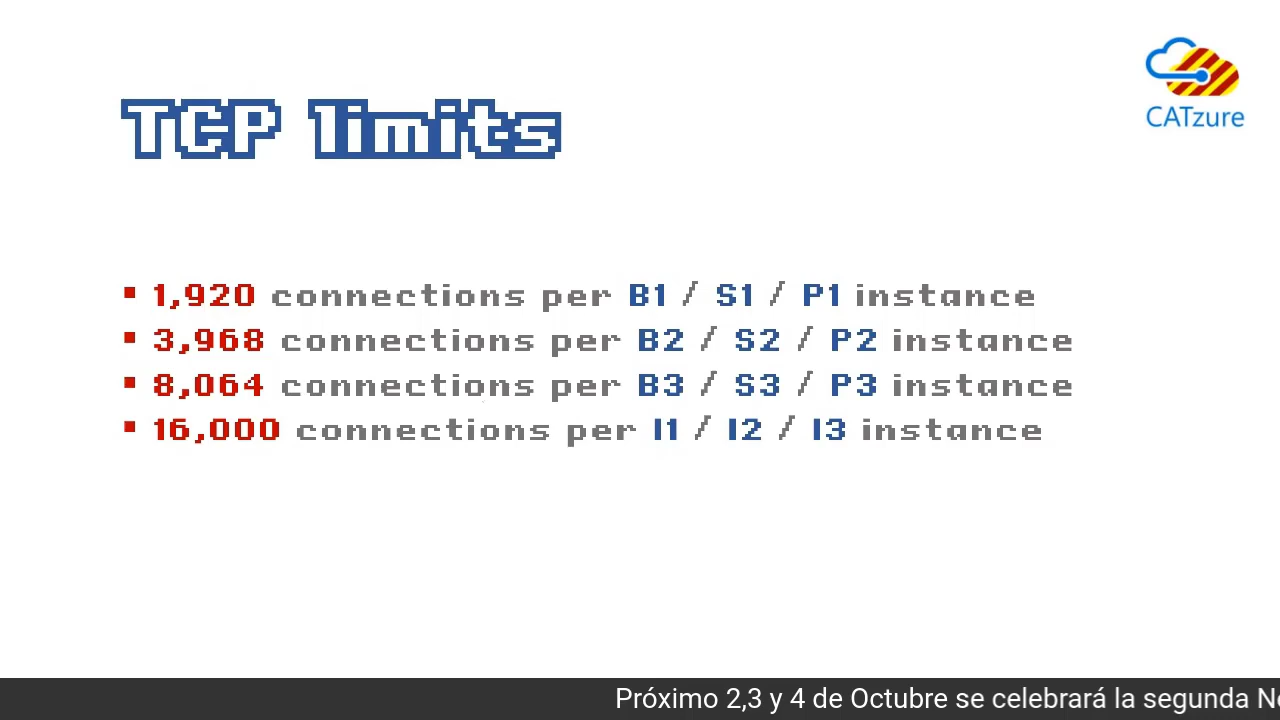 CATzure
TCP limits
▪ 1,920 connections per B1 / S1 / P1 instance
▪ 3,968 connections per B2 / S2 / P2 instance
▪ 8,064 connections per B3 / S3 / P3 instance
▪ 16,000 connections per I1 / I2 / I3 instance
Próximo 2,3 y 4 de Octubre se celebrará la segunda